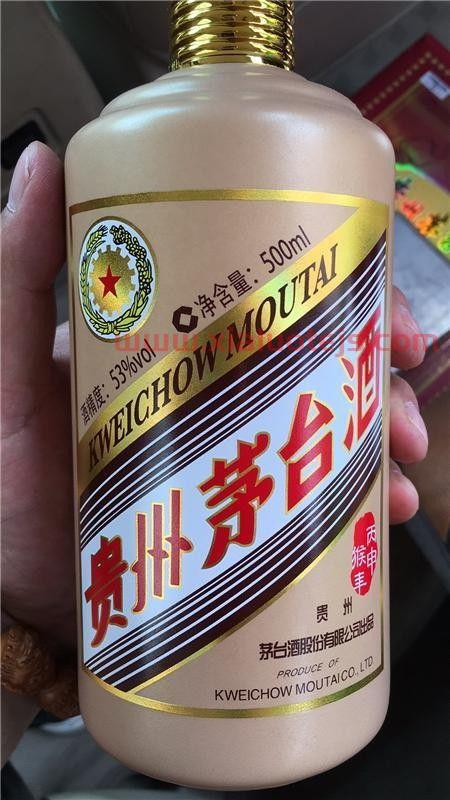 净含量：500ml
酒精度：53%vol
KWEICHOW MOUTAI
贵州茅台酒
丙申
猴年
贵 州
茅台酒股份有限公司出品
PRODUCE OF
KWEICHOW MOUTAI CO., LTD